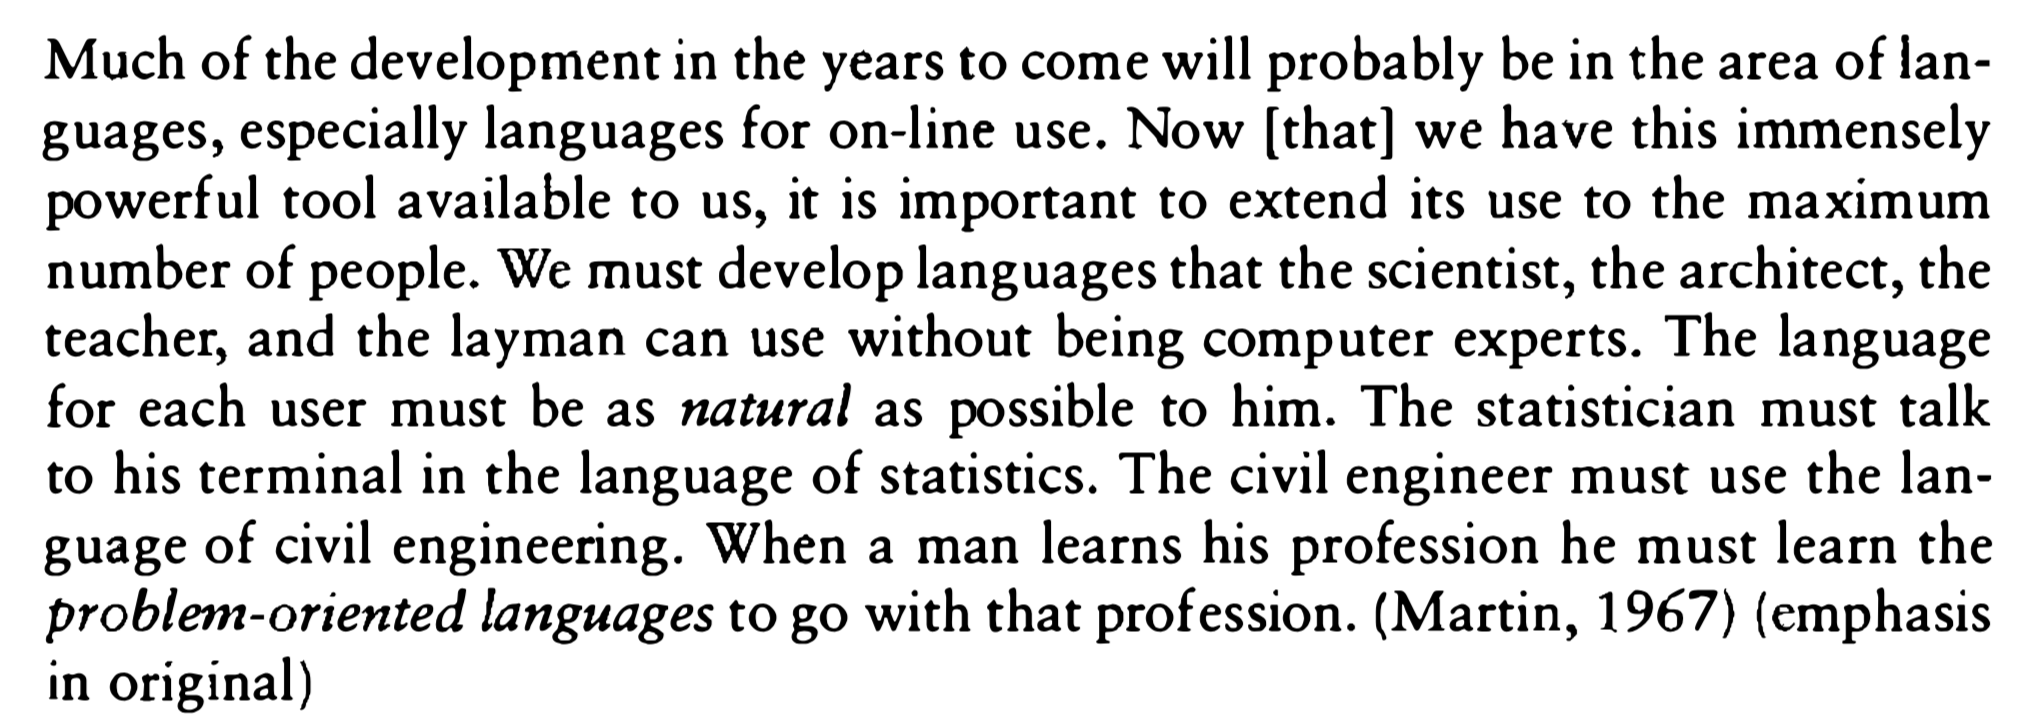 Much of the development in the years to come will probably be in the area of lan-
guages, especially languages for on-line use. Now [that] we have this immensely
powerful tool available to us, it is important to extend its use to the maximum
number of people. We must develop languages that the scientist, the architect, the
teacher, and the layman can use without being computer experts. The language
for each user must be as natural as possible to him. The statistician must talk
to his terminal in the language of statistics. The civil engineer must use the lan-
guage of civil engineering. When a man learns his profession he must learn the
problem-oriented languages to go with that profession. (Martin, 1967) (emphasis
in original)